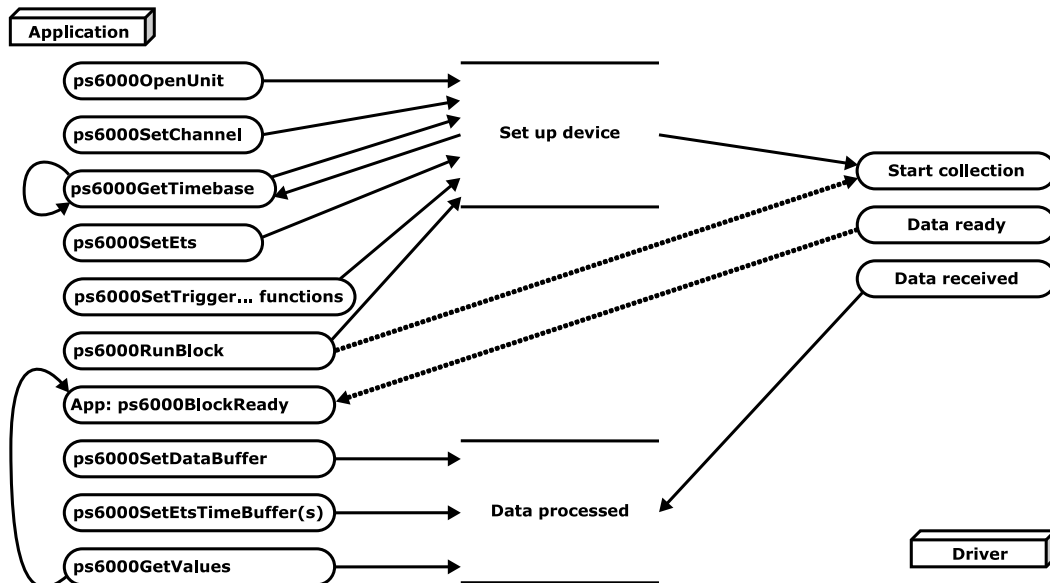 Application
ps6000OpenUnit
ps6000SetChannel
Set up device
ps6000GetTimebase
Start collection
ps6000SetEts
Data ready
Data received
ps6000SetTrigger... functions
ps6000RunBlock
App: ps6000BlockReady
ps6000SetDataBuffer
ps6000SetEtsTimeBuffer(s)
Data processed
ps6000GetValues
Driver